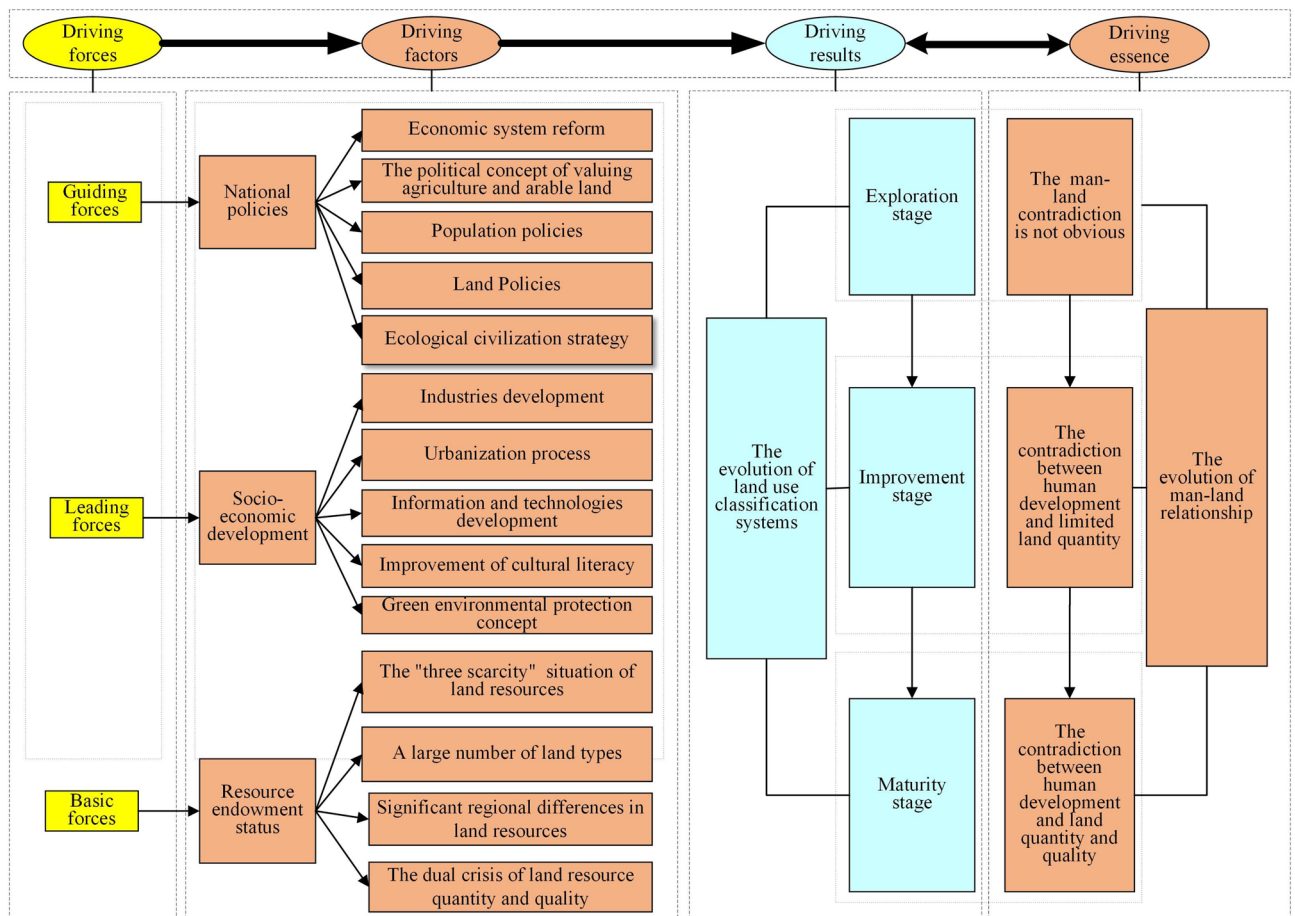 Driving
forces
Driving
factors
Driving
results
Driving
essence
Guiding
forces
National
policies
Economic system reform
The political concept of valuing
agriculture and arable land
Population policies
Land Policies
Ecological civilization strategy
Leading
forces
Socio-
economic
development
Industries development
Urbanization process
Information and technologies
development
Improvement of cultural literacy
Green environmental protection
concept
Basic
forces
Resource
endowment
status
The "three scarcity" situation of
land resources
A large number of land types
Significant regional differences in
land resources
The dual crisis of land resource
quantity and quality
The
evolution of
land use
classification
systems
Exploration
stage
Improvement
stage
Maturity
stage
The man-
land
contradiction
is not obvious
The
contradiction
between
human
development
and limited
land quantity
The
contradiction
between
human
development
and land
quantity and
quality
The
evolution of
man-land
relationship